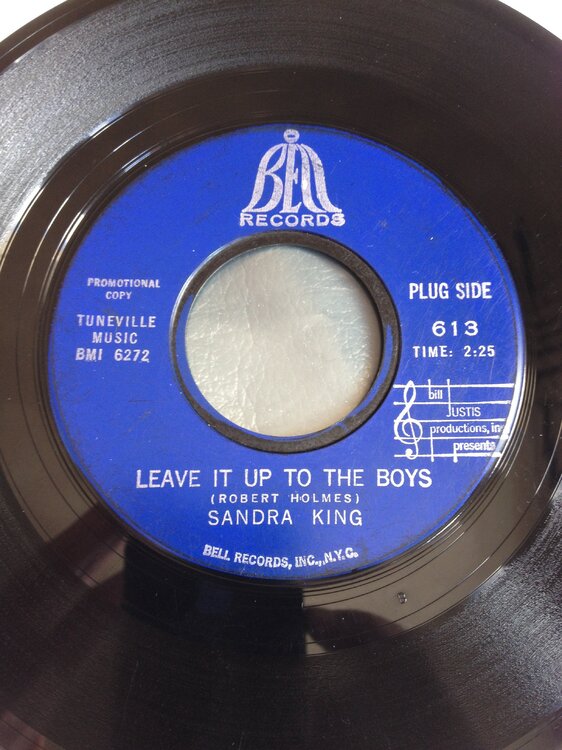 BELL
RECORDS
PROMOTIONAL
COPY
TUNEVILLE
MUSIC
BMI 6272
PLUG SIDE
613
TIME: 2:25
bill
JUSTIS
productions, inc
presents
LEAVE IT UP TO THE BOYS
(ROBERT HOLMES)
SANDRA KING
BELL RECORDS, INC., N.Y.C.